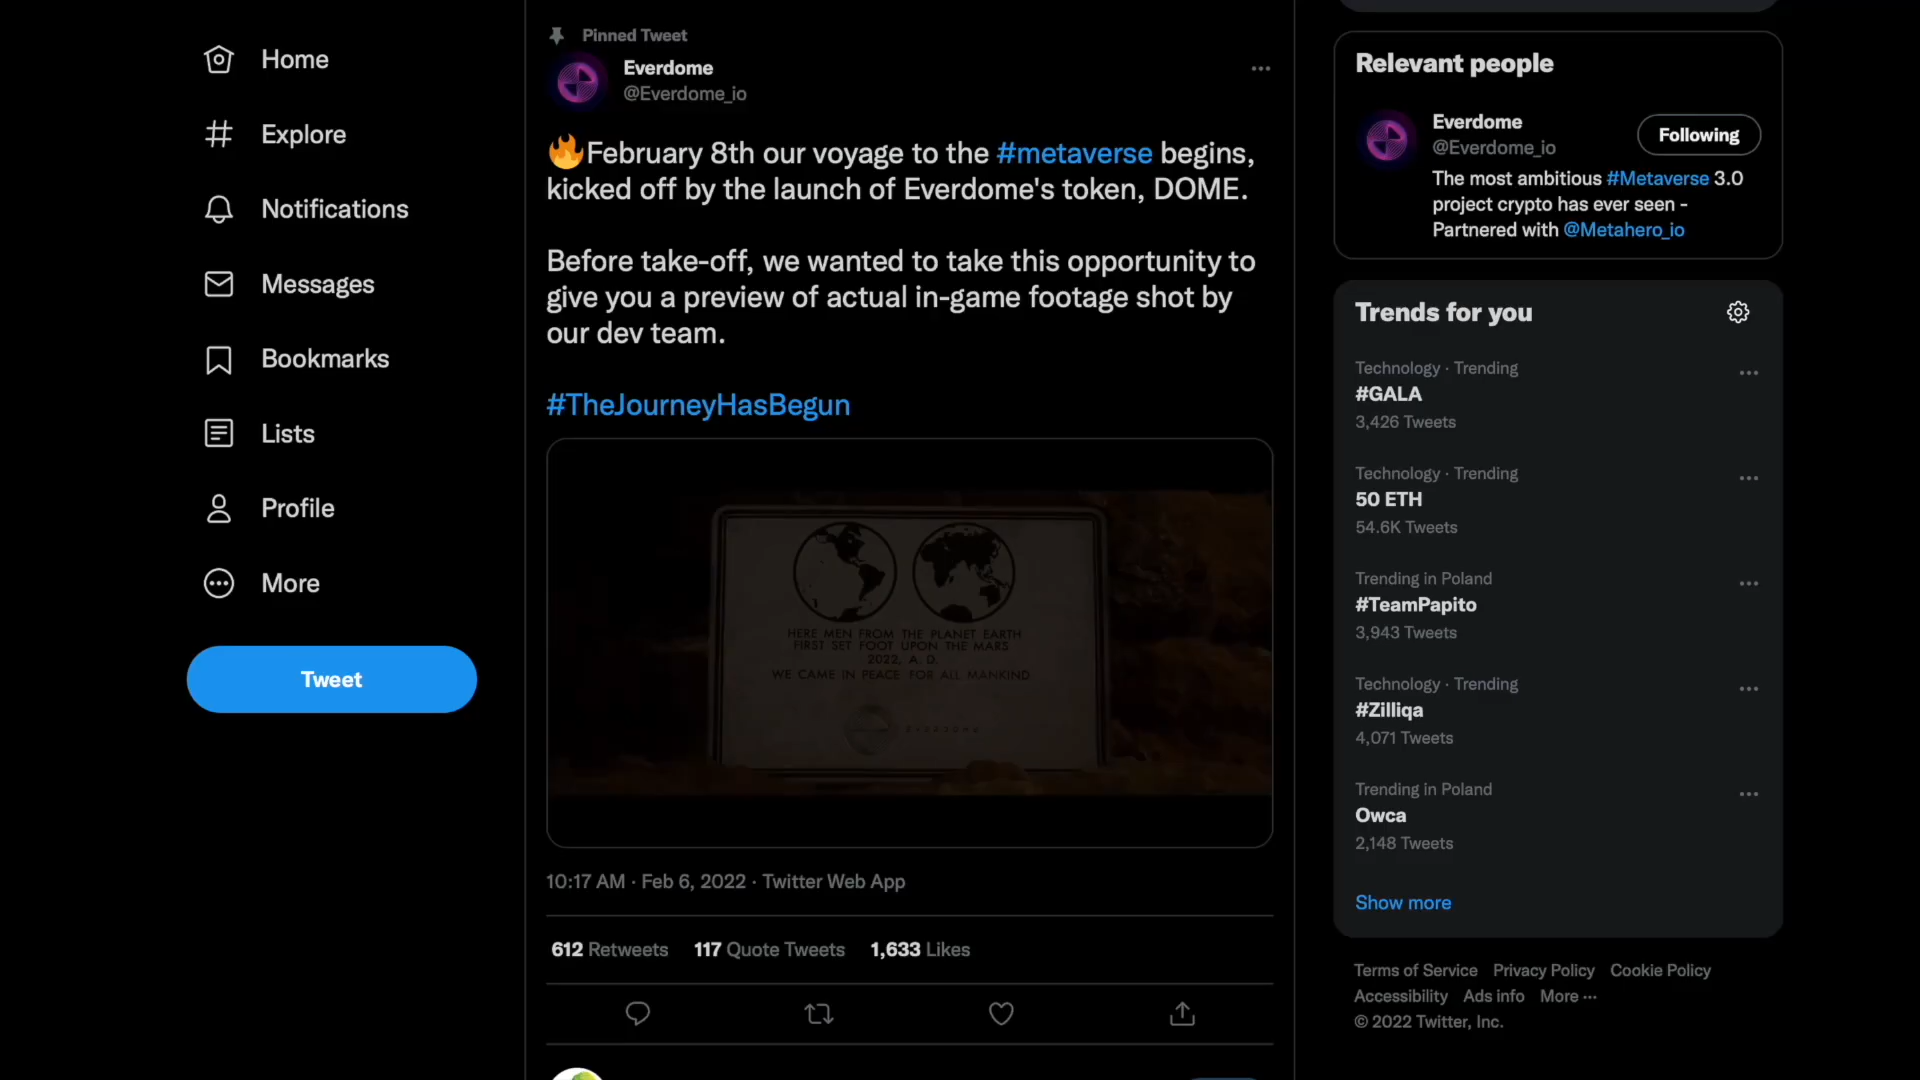 Home
Explore
Notifications
Messages
Bookmarks
Lists
Profile
More
Tweet
Pinned Tweet
Everdome
@Everdome_io
🔥February 8th our voyage to the #metaverse begins,
kicked off by the launch of Everdome's token, DOME.
Before take-off, we wanted to take this opportunity to
give you a preview of actual in-game footage shot by
our dev team.
#TheJourneyHasBegun
HERE MEN FROM THE PLANET EARTH
FIRST SET FOOT UPON THE MARS
2022, A. D.
WE CAME IN PEACE FOR ALL MANKIND
EVERDOME
10:17 AM · Feb 6, 2022 · Twitter Web App
612 Retweets 117 Quote Tweets 1,633 Likes
Relevant people
Everdome
@Everdome_io
Following
The most ambitious #Metaverse 3.0
project crypto has ever seen -
Partnered with @Metahero_io
Trends for you
Technology · Trending
#GALA
3,426 Tweets
Technology · Trending
50 ETH
54.6K Tweets
Trending in Poland
#TeamPapito
3,943 Tweets
Technology · Trending
#Zilliqa
4,071 Tweets
Trending in Poland
Owca
2,148 Tweets
Show more
Terms of Service Privacy Policy Cookie Policy
Accessibility Ads info More ···
© 2022 Twitter, Inc.